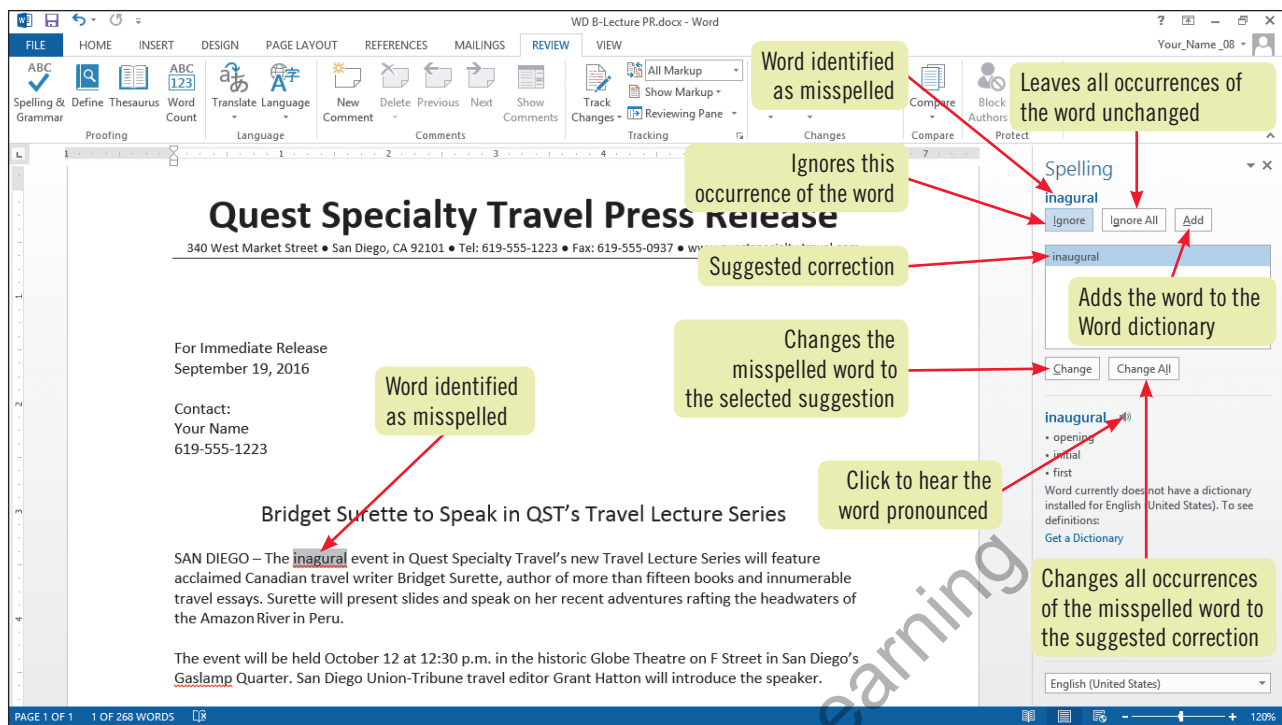 WD B-Lecture PR.docx - Word
FILE HOME INSERT DESIGN PAGE LAYOUT REFERENCES MAILINGS REVIEW VIEW
Your_Name _08
ABC
Spelling & Grammar
Define
Thesaurus
ABC
123
Word Count
Proofing
Translate
Language
Language
New Comment
Delete
Previous
Next
Show Comments
Comments
Track Changes
All Markup
Show Markup
Reviewing Pane
Tracking
Changes
Compare
Compare
Block Authors
Protect
Word identified
as misspelled
Leaves all occurrences of
the word unchanged
1 1 2 3 4 7
Ignores this
occurrence of the word
Quest Specialty Travel Press Release
340 West Market Street ● San Diego, CA 92101 ● Tel: 619-555-1223 ● Fax: 619-555-0937 ●
Spelling
inagural
Ignore Ignore All Add
Suggested correction
inaugural
Adds the word to the
Word dictionary
For Immediate Release
September 19, 2016
Changes the
misspelled word to
the selected suggestion
Change Change All
Word identified
as misspelled
Contact:
Your Name
619-555-1223
inaugural
• opening
• initial
• first
Word currently does not have a dictionary
installed for English (United States). To see
definitions:
Get a Dictionary
Click to hear the
word pronounced
Bridget Surette to Speak in QST’s Travel Lecture Series
SAN DIEGO – The inagural event in Quest Specialty Travel’s new Travel Lecture Series will feature
acclaimed Canadian travel writer Bridget Surette, author of more than fifteen books and innumerable
travel essays. Surette will present slides and speak on her recent adventures rafting the headwaters of
the Amazon River in Peru.
Changes all occurrences
of the misspelled word to
the suggested correction
The event will be held October 12 at 12:30 p.m. in the historic Globe Theatre on F Street in San Diego’s
Gaslamp Quarter. San Diego Union-Tribune travel editor Grant Hatton will introduce the speaker.
English (United States)
earning
PAGE 1 OF 1 1 OF 268 WORDS
120%